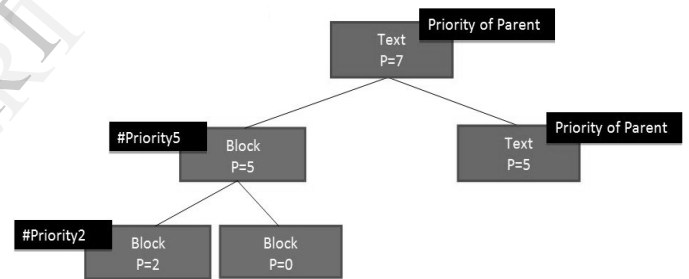 Priority of Parent
Text
P=7
#Priority5
Block
P=5
Priority of Parent
Text
P=5
#Priority2
Block
P=2
Block
P=0